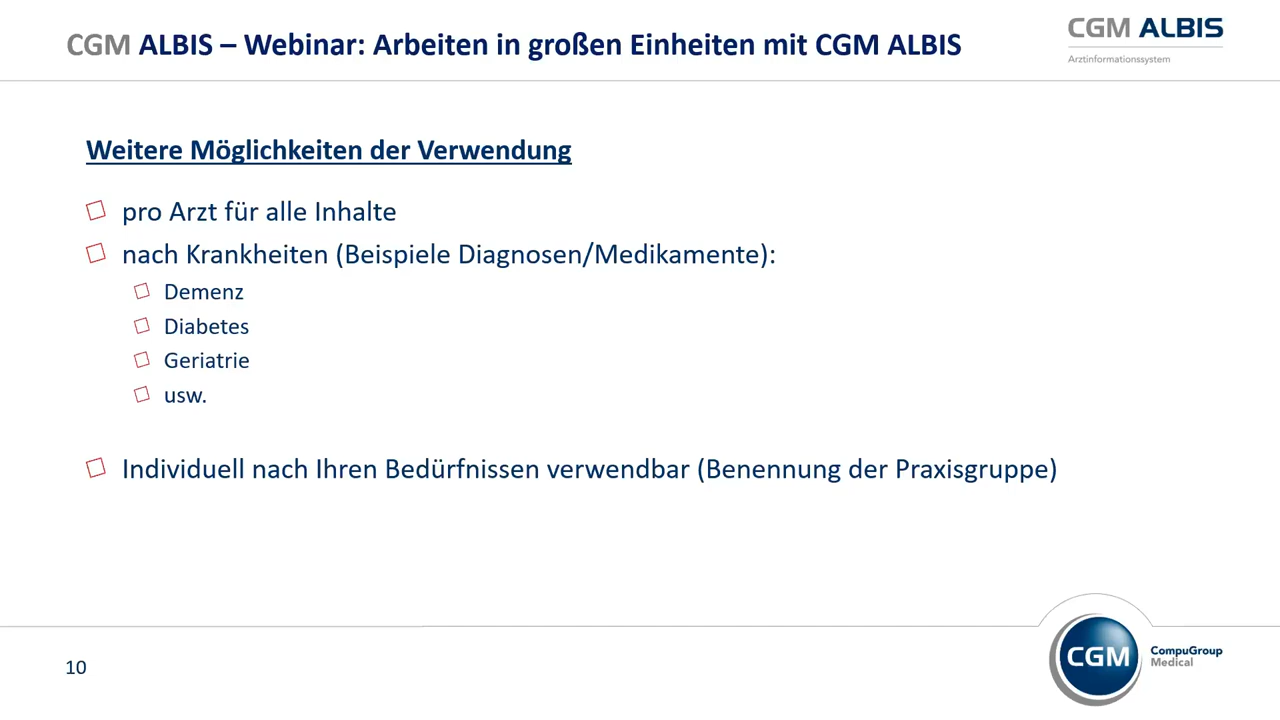 CGM ALBIS – Webinar: Arbeiten in großen Einheiten mit CGM ALBIS
CGM ALBIS
Arztinformationssystem
Weitere Möglichkeiten der Verwendung
pro Arzt für alle Inhalte
nach Krankheiten (Beispiele Diagnosen/Medikamente):
Demenz
Diabetes
Geriatrie
usw.
Individuell nach Ihren Bedürfnissen verwendbar (Benennung der Praxisgruppe)
10
CGM
CompuGroup
Medical